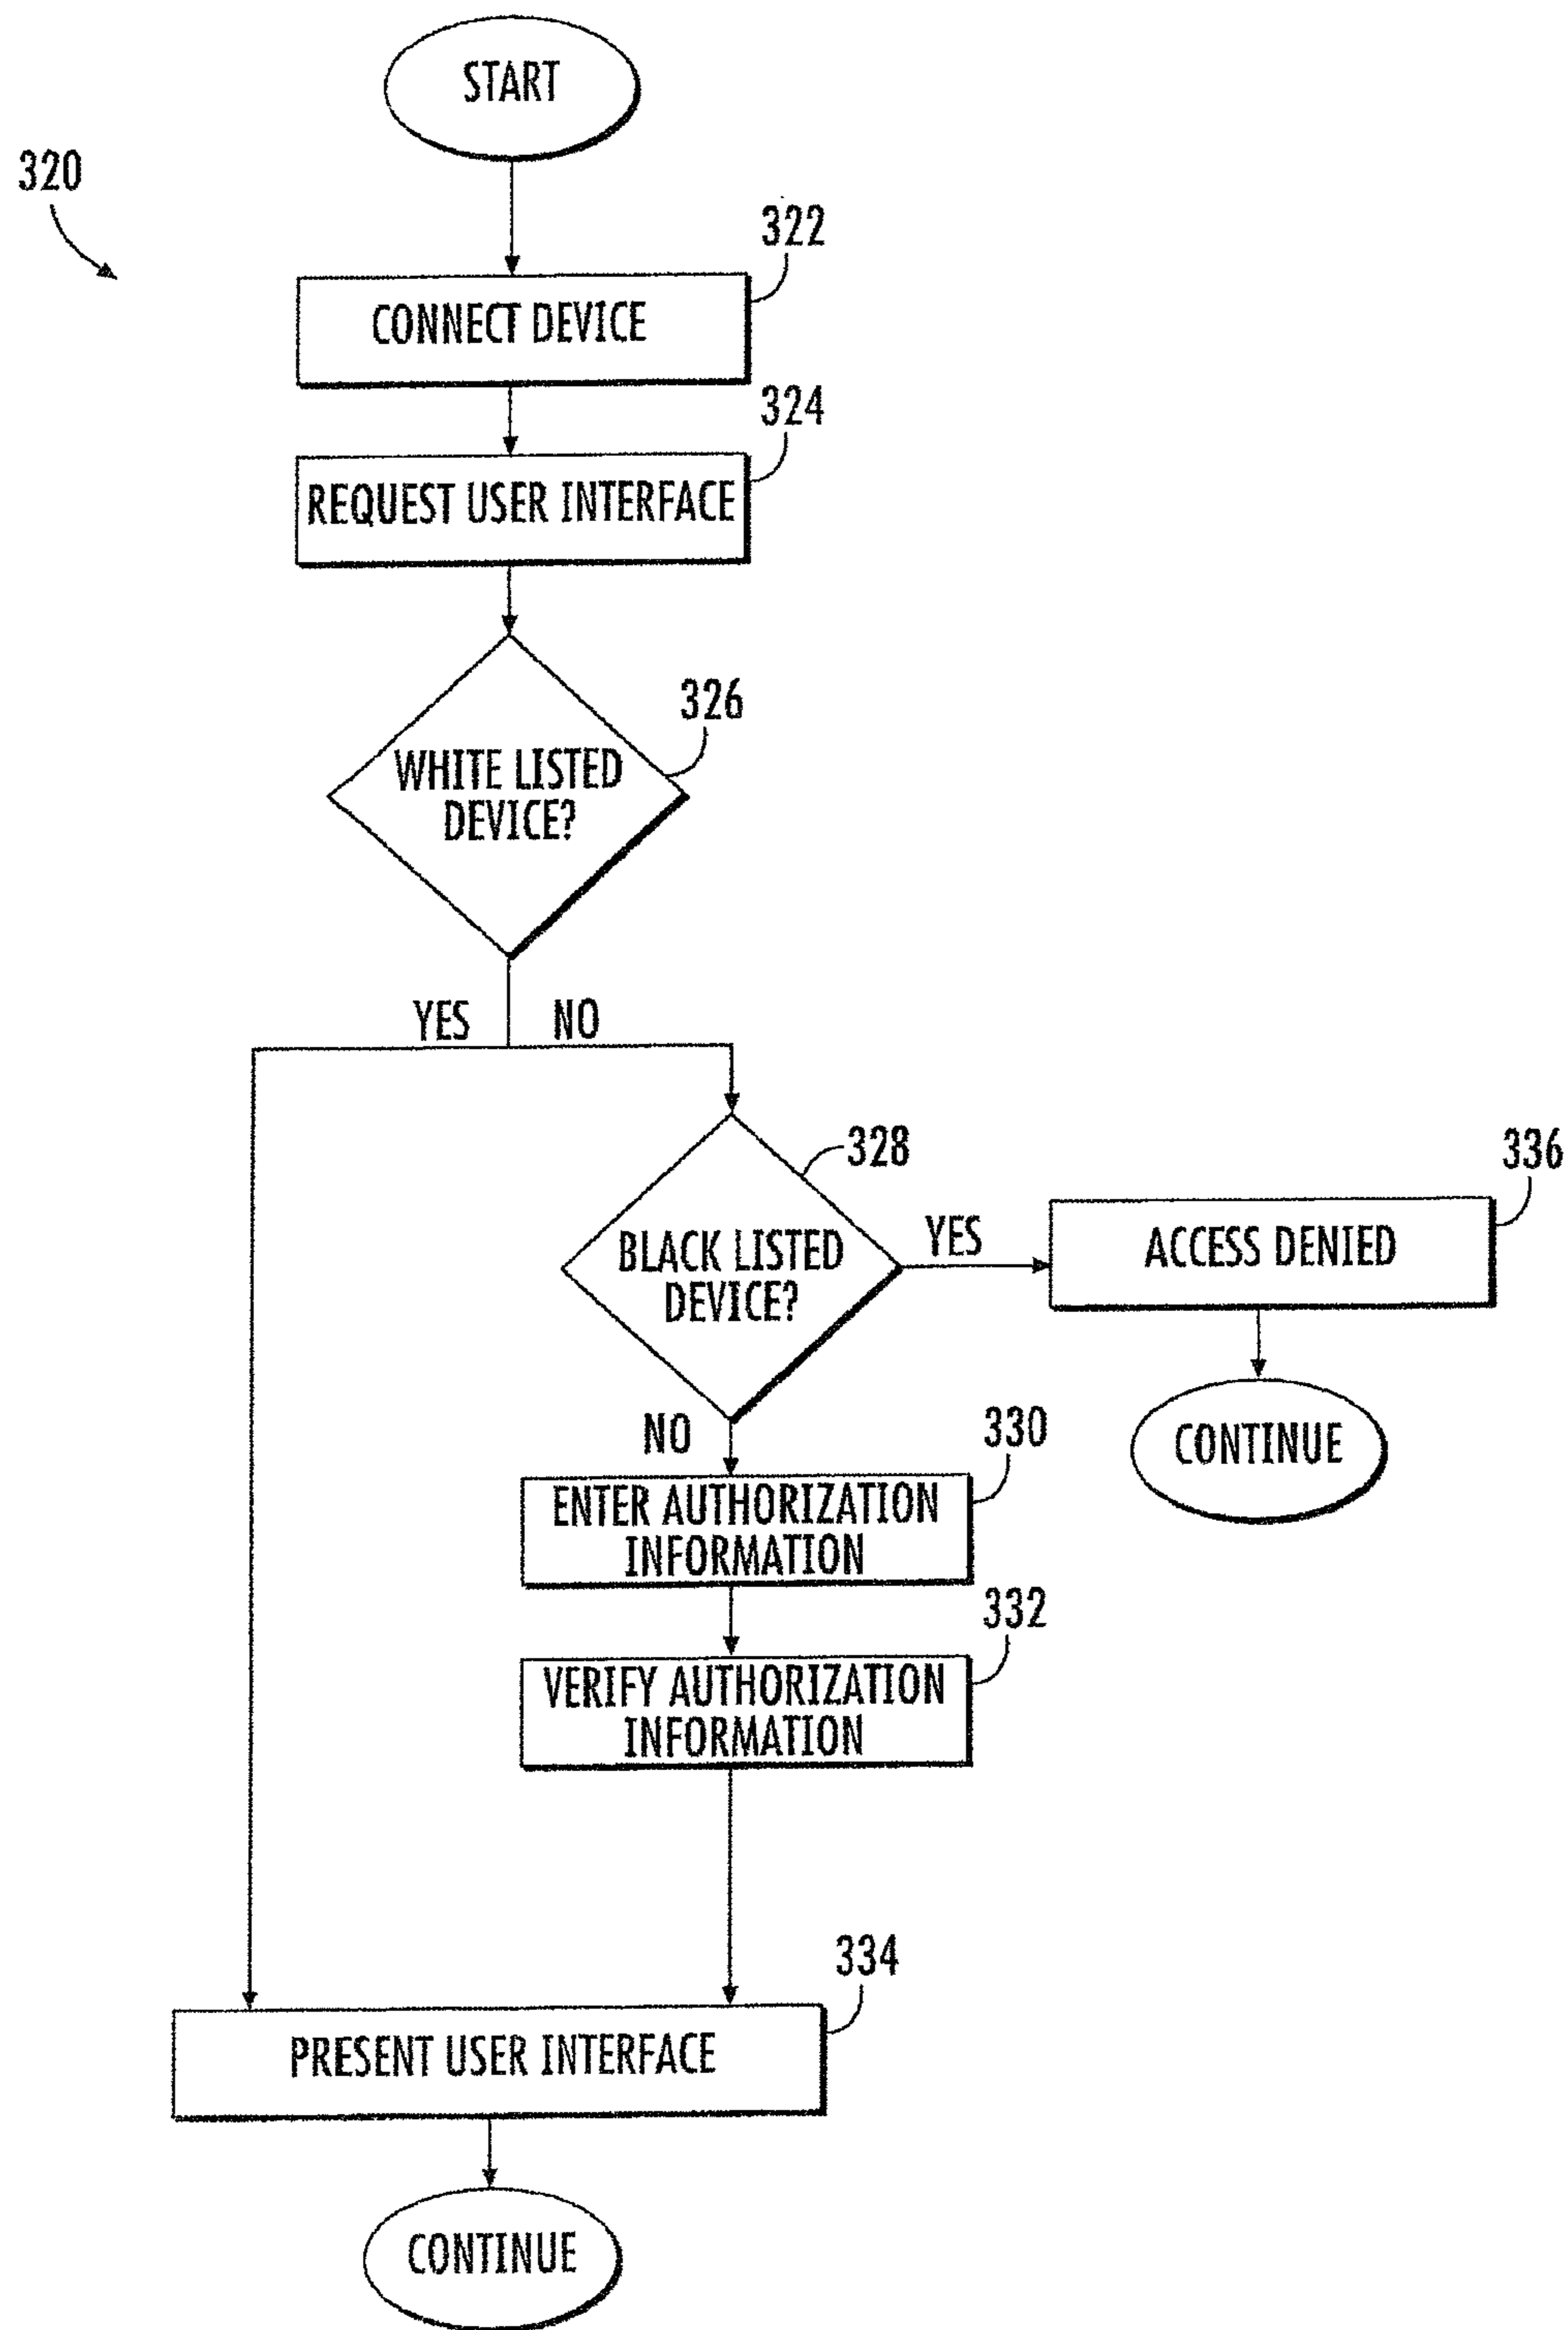 START
320
322
CONNECT DEVICE
324
REQUEST USER INTERFACE
326
WHITE LISTED
DEVICE?
YES
NO
328
BLACK LISTED
DEVICE?
YES
336
ACCESS DENIED
CONTINUE
NO
330
ENTER AUTHORIZATION
INFORMATION
332
VERIFY AUTHORIZATION
INFORMATION
334
PRESENT USER INTERFACE
CONTINUE